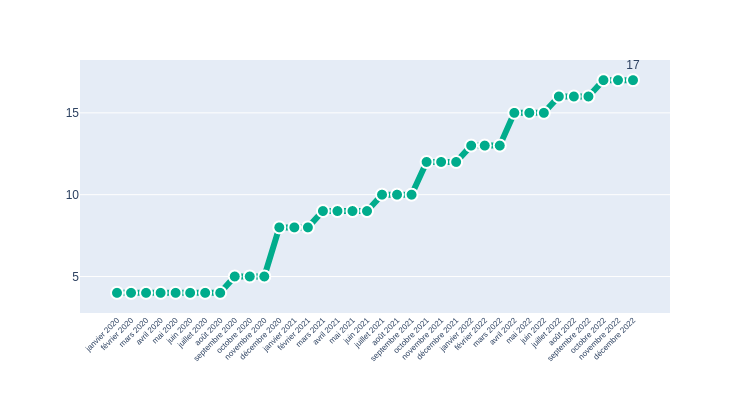 17
15
10
5
janvier 2020
février 2020
mars 2020
avril 2020
mai 2020
juin 2020
juillet 2020
août 2020
septembre 2020
octobre 2020
novembre 2020
décembre 2020
janvier 2021
février 2021
mars 2021
avril 2021
mai 2021
juin 2021
juillet 2021
août 2021
septembre 2021
octobre 2021
novembre 2021
décembre 2021
janvier 2022
février 2022
mars 2022
avril 2022
mai 2022
juin 2022
juillet 2022
août 2022
septembre 2022
octobre 2022
novembre 2022
décembre 2022